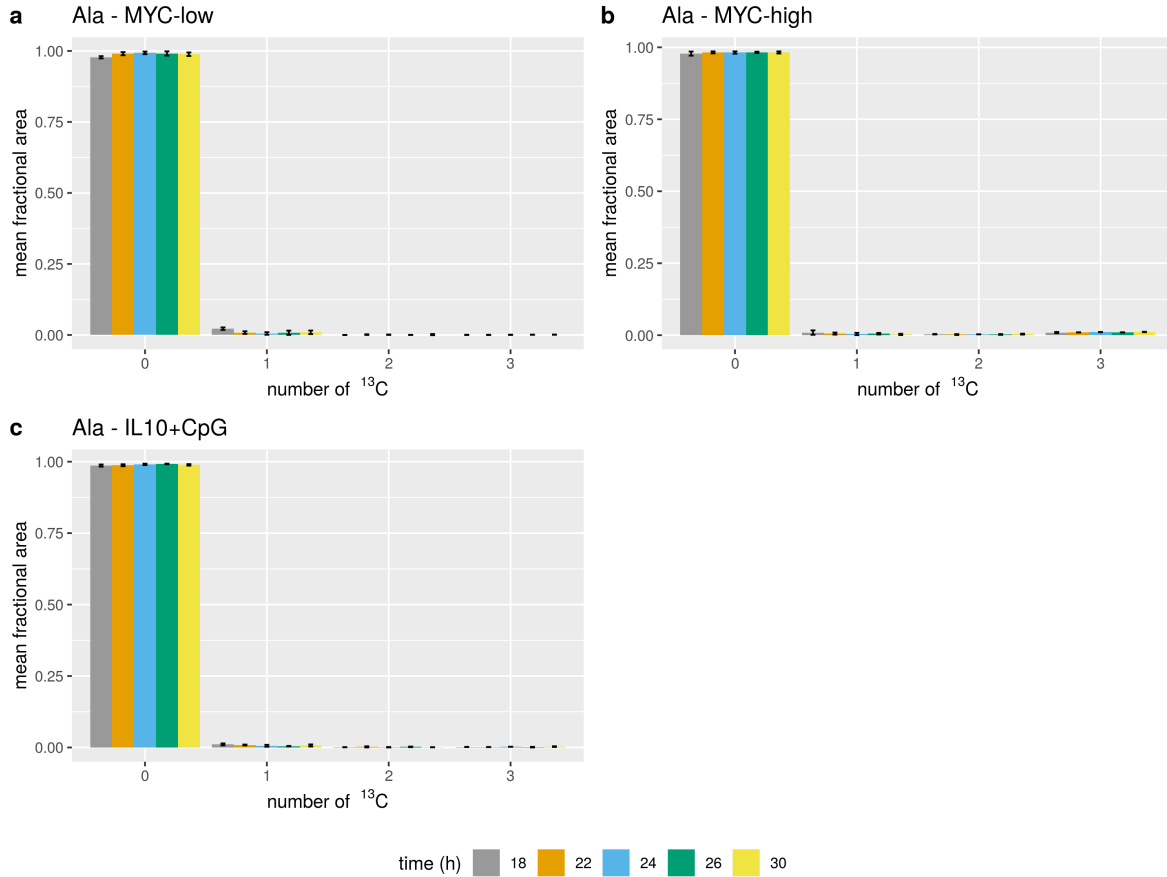 a Ala - MYC-low
1.00
0.75
0.50
0.25
0.00
mean fractional area
0 1 2 3
number of ¹³C
b Ala - MYC-high
1.00
0.75
0.50
0.25
0.00
mean fractional area
0 1 2 3
number of ¹³C
c Ala - IL10+CpG
1.00
0.75
0.50
0.25
0.00
mean fractional area
0 1 2 3
number of ¹³C
time (h) 18 22 24 26 30